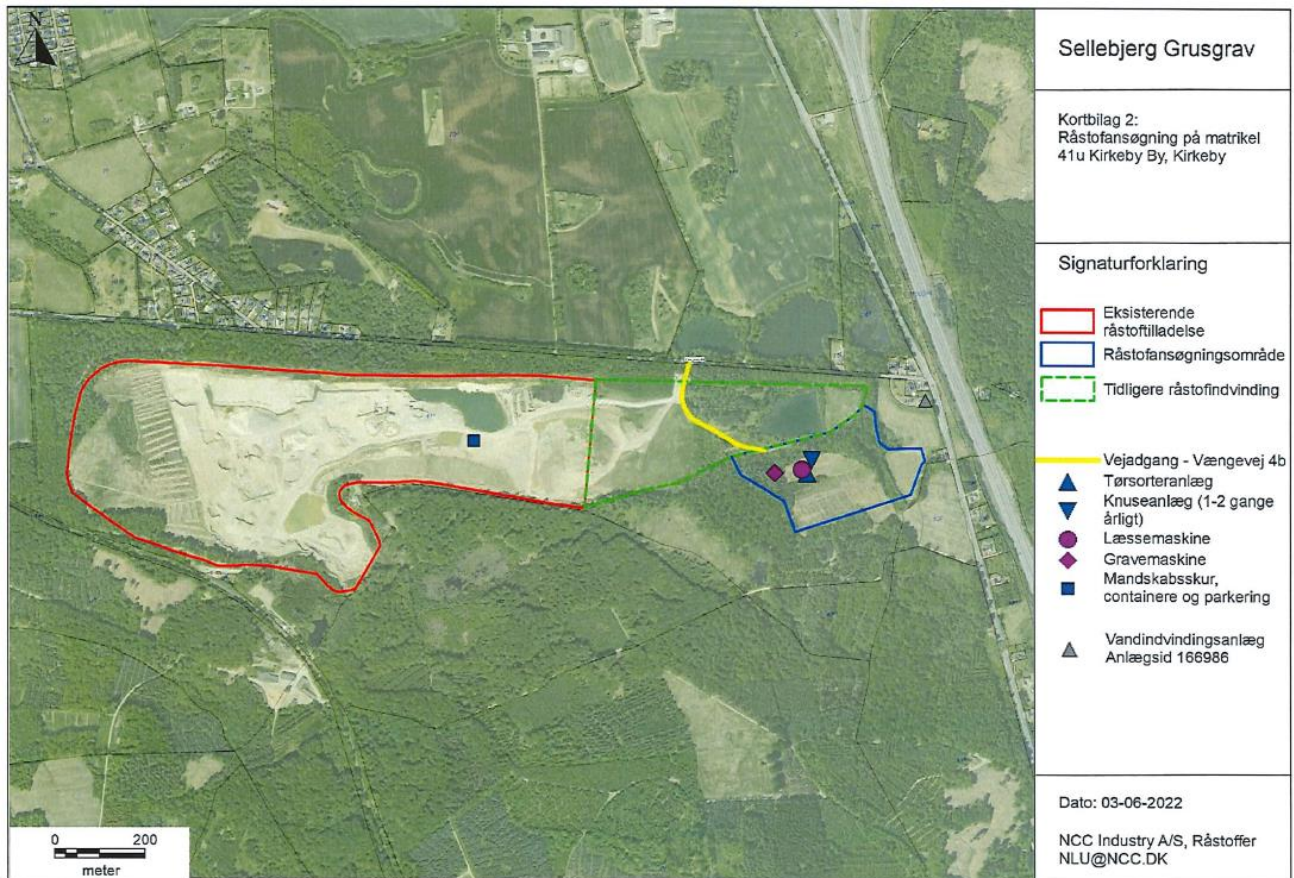 N
Sellebjerg Grusgrav
Kortbilag 2:
Råstofansøgning på matrikel
41u Kirkeby By, Kirkeby
Signaturforklaring
Eksisterende
råstoftilladelse
Råstofansøgningsområde
Tidligere råstofindvinding
Vejadgang - Vængevej 4b
Tørsorteranlæg
Knuseanlæg (1-2 gange
årligt)
Læssemaskine
Gravemaskine
Mandskabsskur,
containere og parkering
Vandindvindingsanlæg
Anlægsid 166986
0 200
meter
Dato: 03-06-2022
NCC Industry A/S, Råstoffer
NLU@NCC.DK